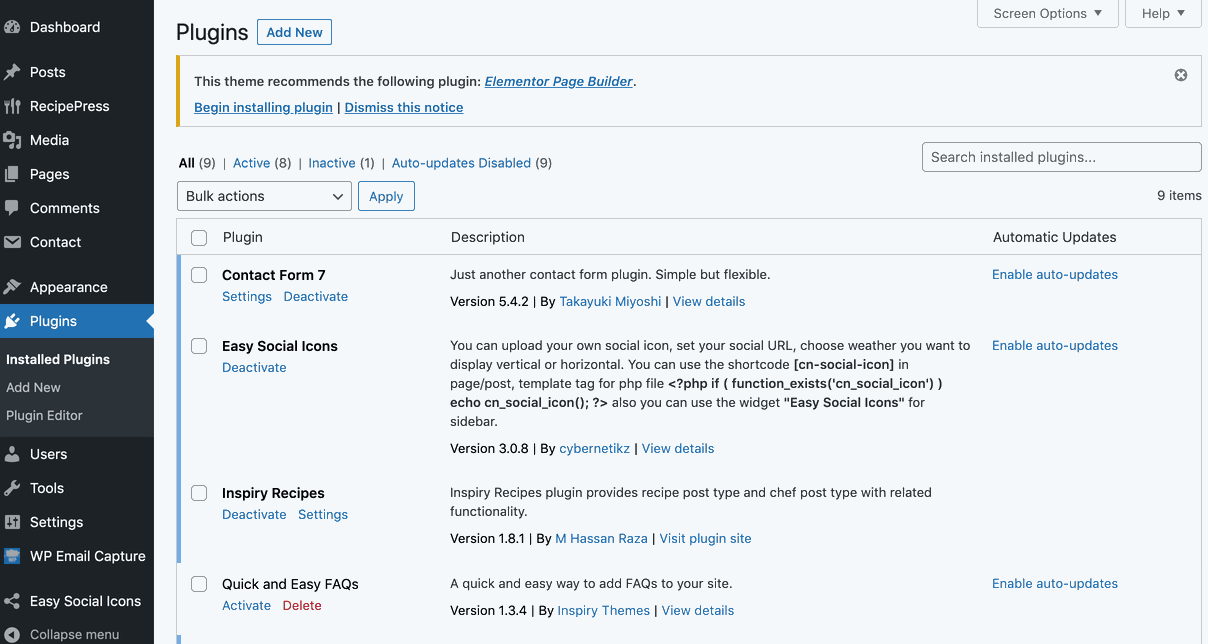 Dashboard
Posts
RecipePress
Media
Pages
Comments
Contact
Appearance
Plugins
Installed Plugins
Add New
Plugin Editor
Users
Tools
Settings
WP Email Capture
Easy Social Icons
Collapse menu
Screen Options ▼
Help ▼
Plugins Add New
This theme recommends the following plugin: Elementor Page Builder.
Begin installing plugin | Dismiss this notice
All (9) | Active (8) | Inactive (1) | Auto-updates Disabled (9)
Search installed plugins...
Bulk actions Apply
9 items
Plugin Description Automatic Updates
Contact Form 7
Settings Deactivate
Just another contact form plugin. Simple but flexible.
Version 5.4.2 | By Takayuki Miyoshi | View details
Enable auto-updates
Easy Social Icons
Deactivate
You can upload your own social icon, set your social URL, choose weather you want to
display vertical or horizontal. You can use the shortcode [cn-social-icon] in
page/post, template tag for php file <?php if ( function_exists('cn_social_icon') )
echo cn_social_icon(); ?> also you can use the widget "Easy Social Icons" for
sidebar.
Version 3.0.8 | By cybernetikz | View details
Enable auto-updates
Inspiry Recipes
Deactivate Settings
Inspiry Recipes plugin provides recipe post type and chef post type with related
functionality.
Version 1.8.1 | By M Hassan Raza | Visit plugin site
Quick and Easy FAQs
Activate Delete
A quick and easy way to add FAQs to your site.
Version 1.3.4 | By Inspiry Themes | View details
Enable auto-updates